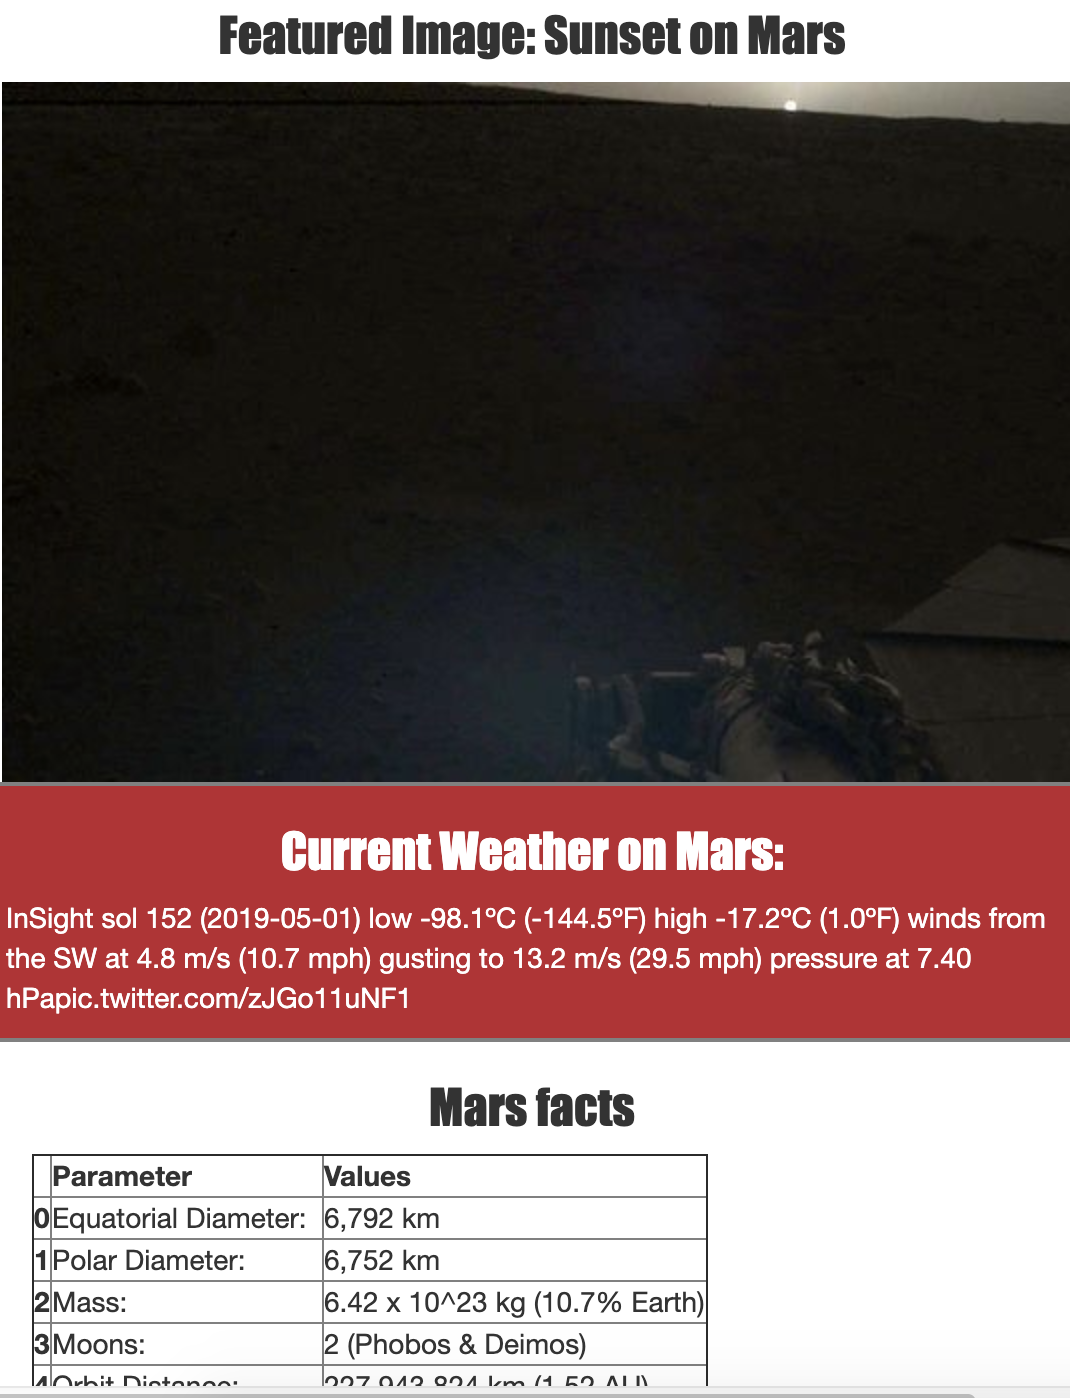 Featured Image: Sunset on Mars
Current Weather on Mars:
InSight sol 152 (2019-05-01) low -98.1ºC (-144.5ºF) high -17.2ºC (1.0ºF) winds from
the SW at 4.8 m/s (10.7 mph) gusting to 13.2 m/s (29.5 mph) pressure at 7.40
hPapic.twitter.com/zJGo11uNF1
Mars facts
Parameter Values
0 Equatorial Diameter: 6,792 km
1 Polar Diameter: 6,752 km
2 Mass: 6.42 x 10^23 kg (10.7% Earth)
3 Moons: 2 (Phobos & Deimos)
4 Orbit Distance: 227,943,824 km (1.52 AU)